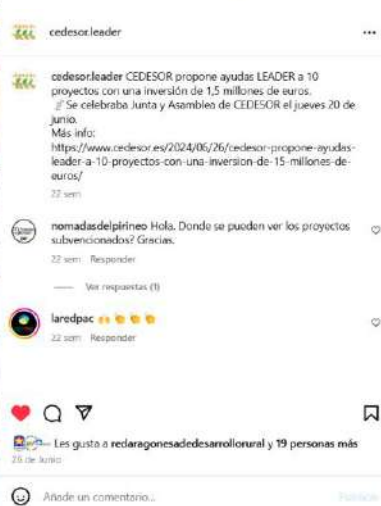 cedesor.leader
cedesor.leader CEDESOR propone ayudas LEADER a 10
proyectos con una inversión de 1,5 millones de euros.
Se celebraba Junta y Asamblea de CEDESOR el jueves 20 de
junio.
Más info:
https://www.cedesor.es/2024/06/26/cedesor-propone-ayudas-
leader-a-10-proyectos-con-una-inversion-de-15-millones-de-
euros/
22 sem
nomadasdelpirineo Hola. Donde se pueden ver los proyectos
subvencionados? Gracias.
22 sem Responder
Ver respuestas (1)
laredpac
22 sem Responder
Les gusta a redaragonesadedesarrollorural y 19 personas más
26 de junio
Añade un comentario...
Publicar